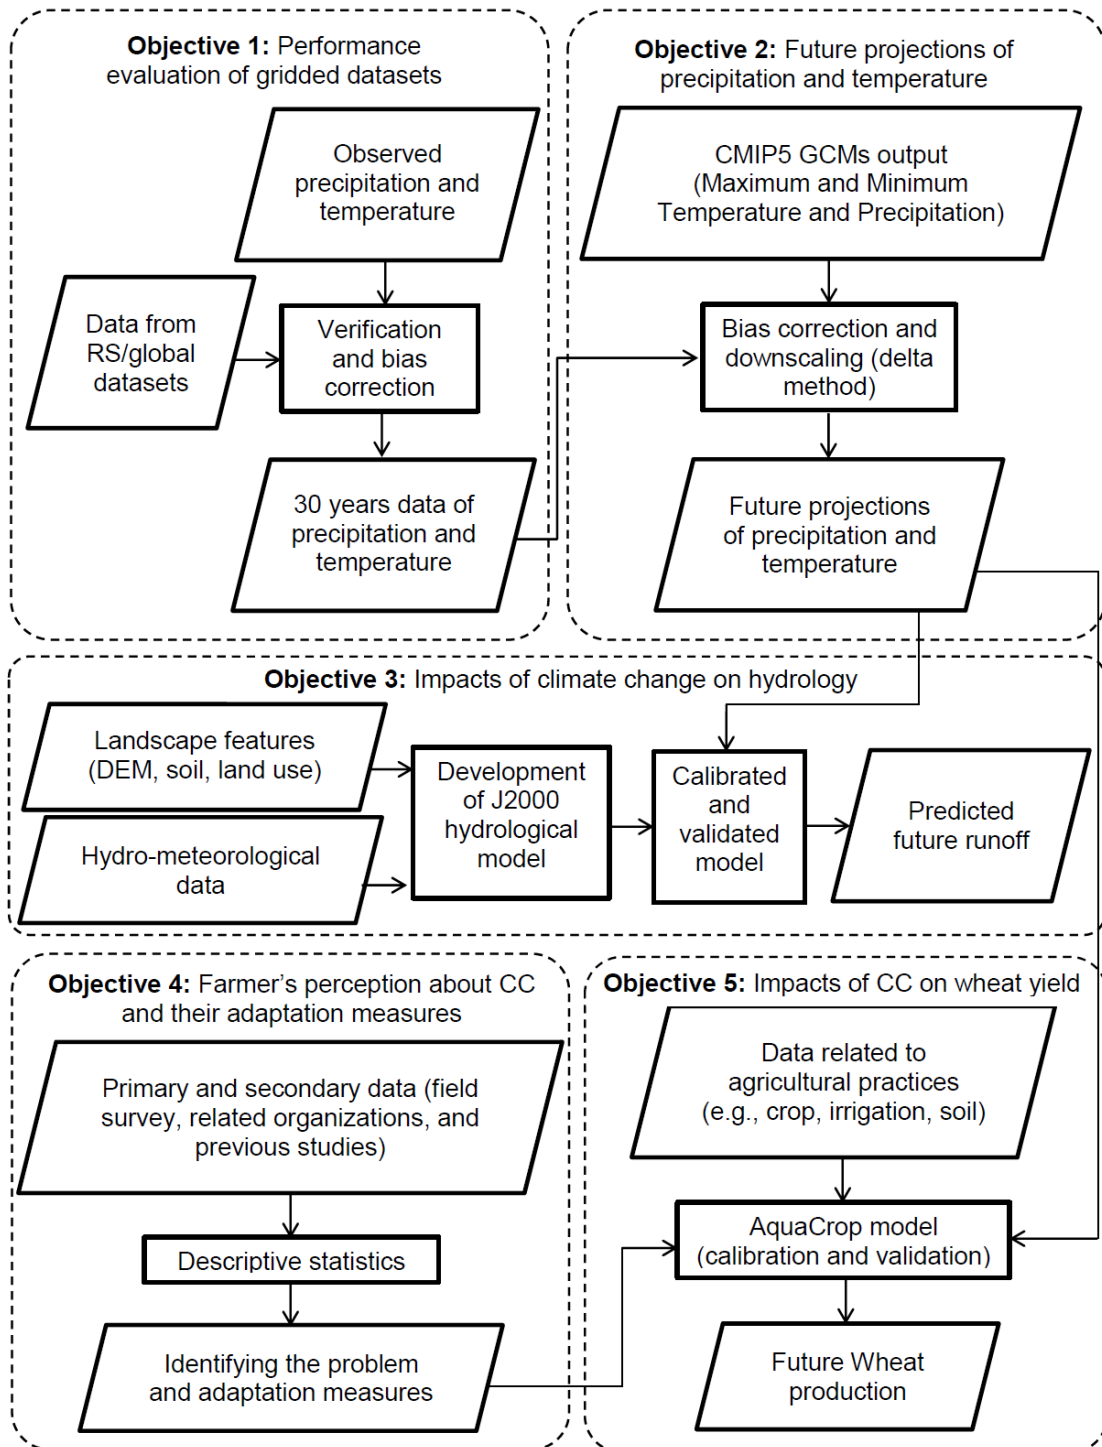 Objective 1: Performance
evaluation of gridded datasets
Observed
precipitation and
temperature
Data from
RS/global
datasets
Verification
and bias
correction
30 years data of
precipitation and
temperature
Objective 2: Future projections of
precipitation and temperature
CMIP5 GCMs output
(Maximum and Minimum
Temperature and Precipitation)
Bias correction and
downscaling (delta
method)
Future projections
of precipitation and
temperature
Objective 3: Impacts of climate change on hydrology
Landscape features
(DEM, soil, land use)
Hydro-meteorological
data
Development
of J2000
hydrological
model
Calibrated
and
validated
model
Predicted
future runoff
Objective 4: Farmer's perception about CC
and their adaptation measures
Primary and secondary data (field
survey, related organizations, and
previous studies)
Descriptive statistics
Identifying the problem
and adaptation measures
Objective 5: Impacts of CC on wheat yield
Data related to
agricultural practices
(e.g., crop, irrigation, soil)
AquaCrop model
(calibration and validation)
Future Wheat
production